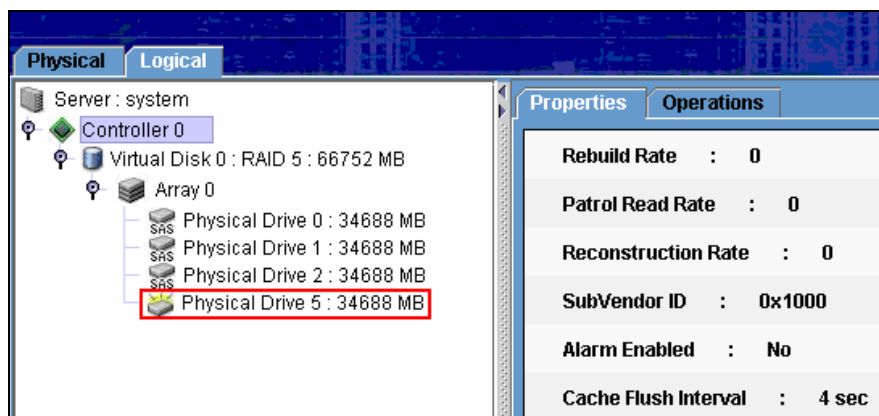 Physical Logical
Server : system
Controller 0
Virtual Disk 0 : RAID 5 : 66752 MB
Array 0
SAS Physical Drive 0 : 34688 MB
SAS Physical Drive 1 : 34688 MB
SAS Physical Drive 2 : 34688 MB
Physical Drive 5 : 34688 MB
Properties Operations
Rebuild Rate : 0
Patrol Read Rate : 0
Reconstruction Rate : 0
SubVendor ID : 0x1000
Alarm Enabled : No
Cache Flush Interval : 4 sec